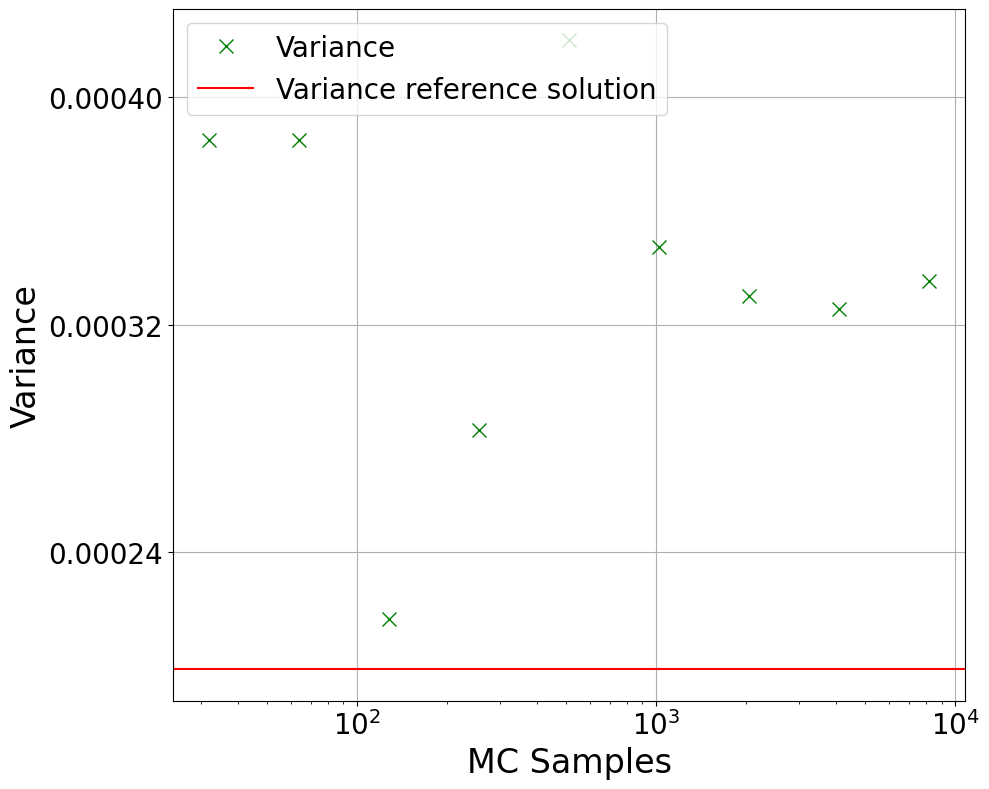 Variance
Variance reference solution
0.00040
0.00032
0.00024
Variance
10²
10³
10⁴
MC Samples